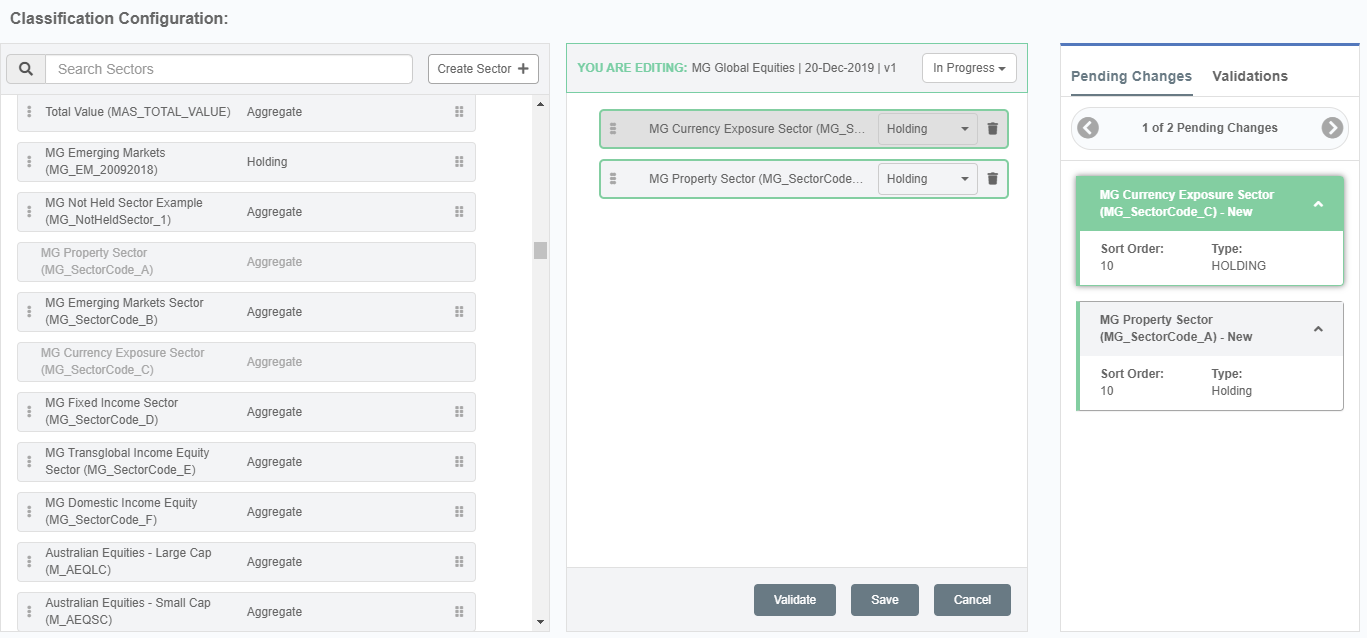 Classification Configuration:
Search Sectors
Create Sector +
Total Value (MAS_TOTAL_VALUE) Aggregate
MG Emerging Markets
(MG_EM_20092018)
Holding
MG Not Held Sector Example
(MG_NotHeldSector_1)
Aggregate
MG Property Sector
(MG_SectorCode_A)
Aggregate
MG Emerging Markets Sector
(MG_SectorCode_B)
Aggregate
MG Currency Exposure Sector
(MG_SectorCode_C)
Aggregate
MG Fixed Income Sector
(MG_SectorCode_D)
Aggregate
MG Transglobal Income Equity
Sector (MG_SectorCode_E)
Aggregate
MG Domestic Income Equity
(MG_SectorCode_F)
Aggregate
Australian Equities - Large Cap
(M_AEQLC)
Aggregate
Australian Equities - Small Cap
(M_AEQSC)
Aggregate
YOU ARE EDITING: MG Global Equities | 20-Dec-2019 | v1
In Progress
MG Currency Exposure Sector (MG_S... Holding
MG Property Sector (MG_SectorCode... Holding
Validate Save Cancel
Pending Changes Validations
1 of 2 Pending Changes
MG Currency Exposure Sector
(MG_SectorCode_C) - New
Sort Order: Type:
10 HOLDING
MG Property Sector
(MG_SectorCode_A) - New
Sort Order: Type:
10 Holding